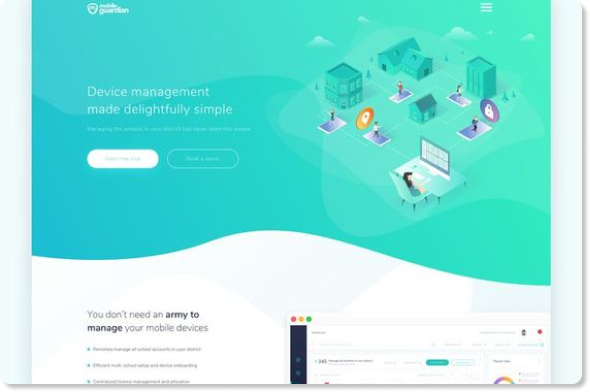 mobile
guardian
Device management
made delightfully simple
Managing the schools in your district has never been this simple
Start free trial
Book a demo
You don't need an army to
manage your mobile devices
Remotely manage all school accounts in your district
Efficient multi-school setup and device onboarding
Centralized licence management and allocation
345